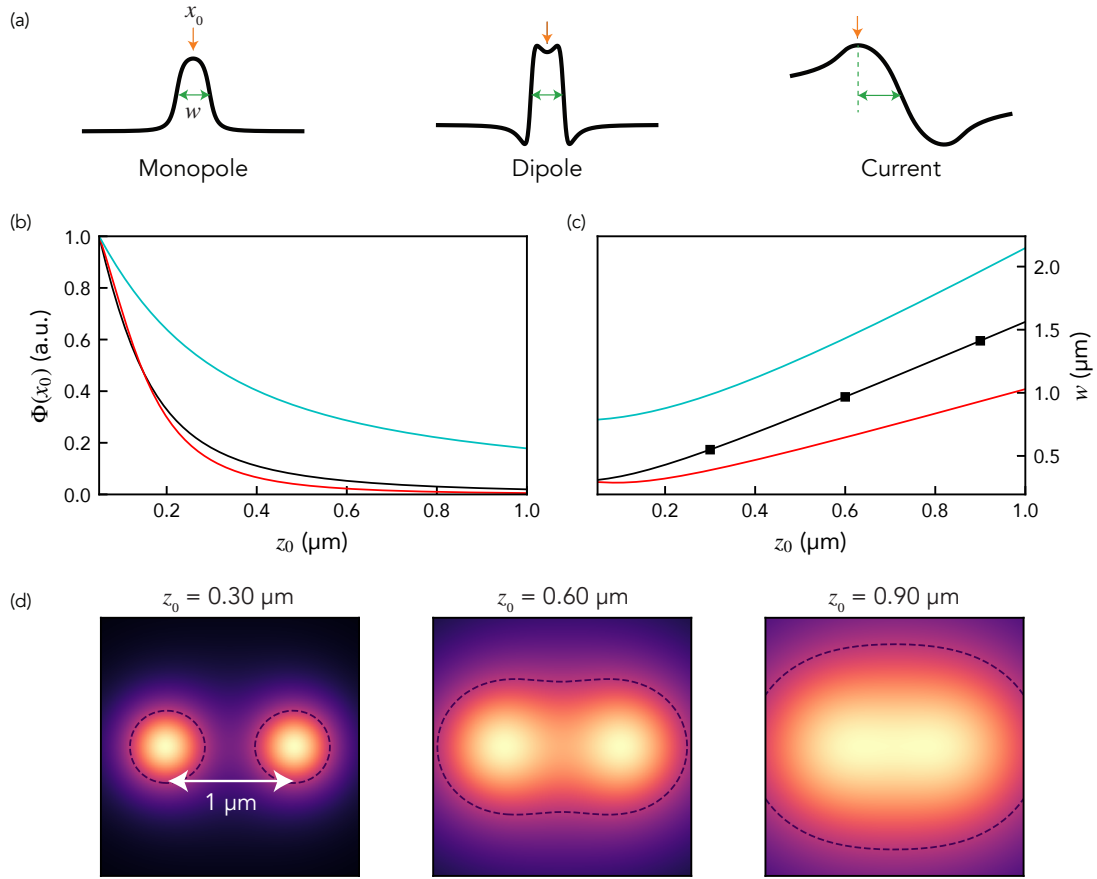 (a)
x₀
w
Monopole
Dipole
Current
(b)
1.0
0.8
0.6
0.4
0.2
0.0
Φ(x₀) (a.u.)
0.2
0.4
0.6
0.8
1.0
z₀ (μm)
(c)
2.0
1.5
1.0
0.5
w (μm)
0.2
0.4
0.6
0.8
1.0
z₀ (μm)
(d)
z₀ = 0.30 μm
z₀ = 0.60 μm
z₀ = 0.90 μm
1 μm